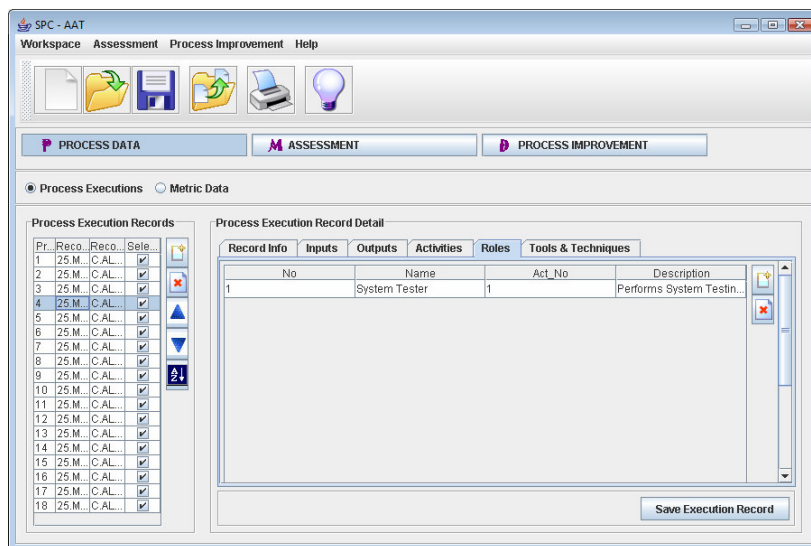 SPC - AAT
Workspace Assessment Process Improvement Help
P PROCESS DATA
M ASSESSMENT
D PROCESS IMPROVEMENT
Process Executions Metric Data
Process Execution Records
Pr... Reco... Reco... Sele...
1 25.M... C.AL...
2 25.M... C.AL...
3 25.M... C.AL...
4 25.M... C.AL...
5 25.M... C.AL...
6 25.M... C.AL...
7 25.M... C.AL...
8 25.M... C.AL...
9 25.M... C.AL...
10 25.M... C.AL...
11 25.M... C.AL...
12 25.M... C.AL...
13 25.M... C.AL...
14 25.M... C.AL...
15 25.M... C.AL...
16 25.M... C.AL...
17 25.M... C.AL...
18 25.M... C.AL...
A
Z
Process Execution Record Detail
Record Info Inputs Outputs Activities Roles Tools & Techniques
No Name Act_No Description
1 System Tester 1 Performs System Testin...
Save Execution Record